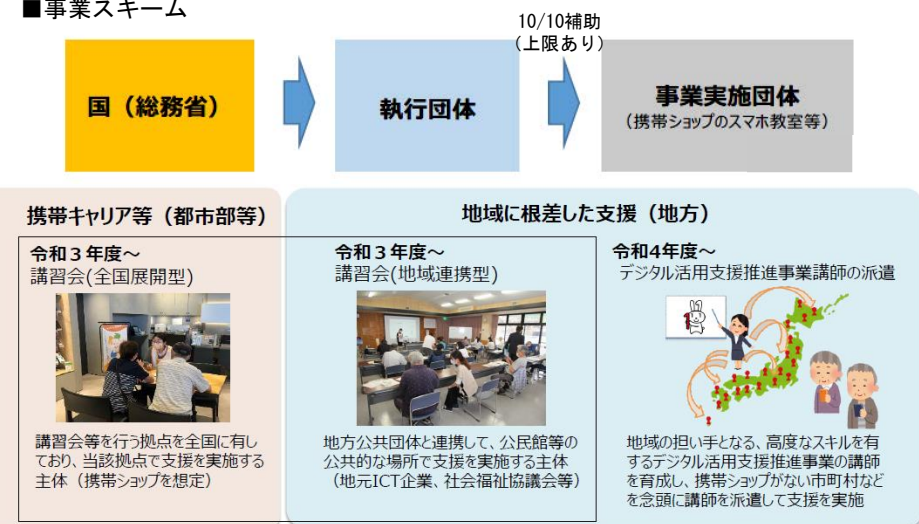 ■事業スキーム
10/10補助
(上限あり)
国（総務省）
執行団体
事業実施団体
（携帯ショップのスマホ教室等）
携帯キャリア等（都市部等）
地域に根差した支援（地方）
令和３年度～
講習会(全国展開型)
講習会等を行う拠点を全国に有し
ており、当該拠点で支援を実施する
主体（携帯ショップを想定）
令和３年度～
講習会(地域連携型)
地方公共団体と連携して、公民館等の
公共的な場所で支援を実施する主体
（地元ICT企業、社会福祉協議会等）
令和4年度～
デジタル活用支援推進事業講師の派遣
地域の担い手となる、高度なスキルを有
するデジタル活用支援推進事業の講師
を育成し、携帯ショップがない市町村など
を念頭に講師を派遣して支援を実施